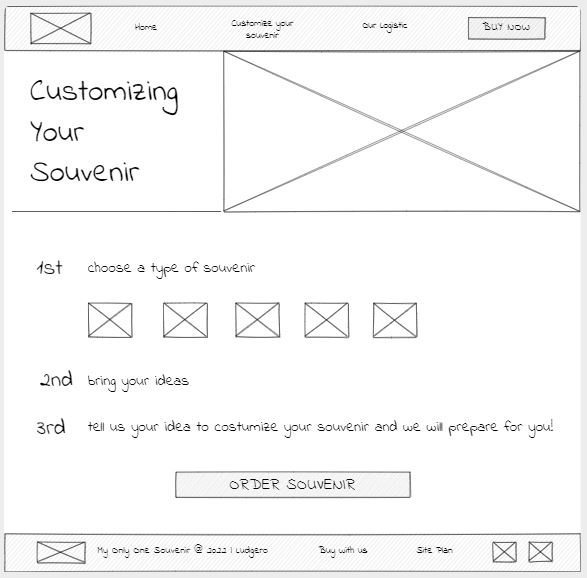 Home
Customize your
souvenir
Our Logistic
BUY NOW
Customizing
Your
Souvenir
1st choose a type of souvenir
2nd bring your ideas
3rd tell us your idea to costumize your souvenir and we will prepare for you!
ORDER SOUVENIR
My Only One Souvenir @ 2022 | Ludgero
Buy with us
Site Plan